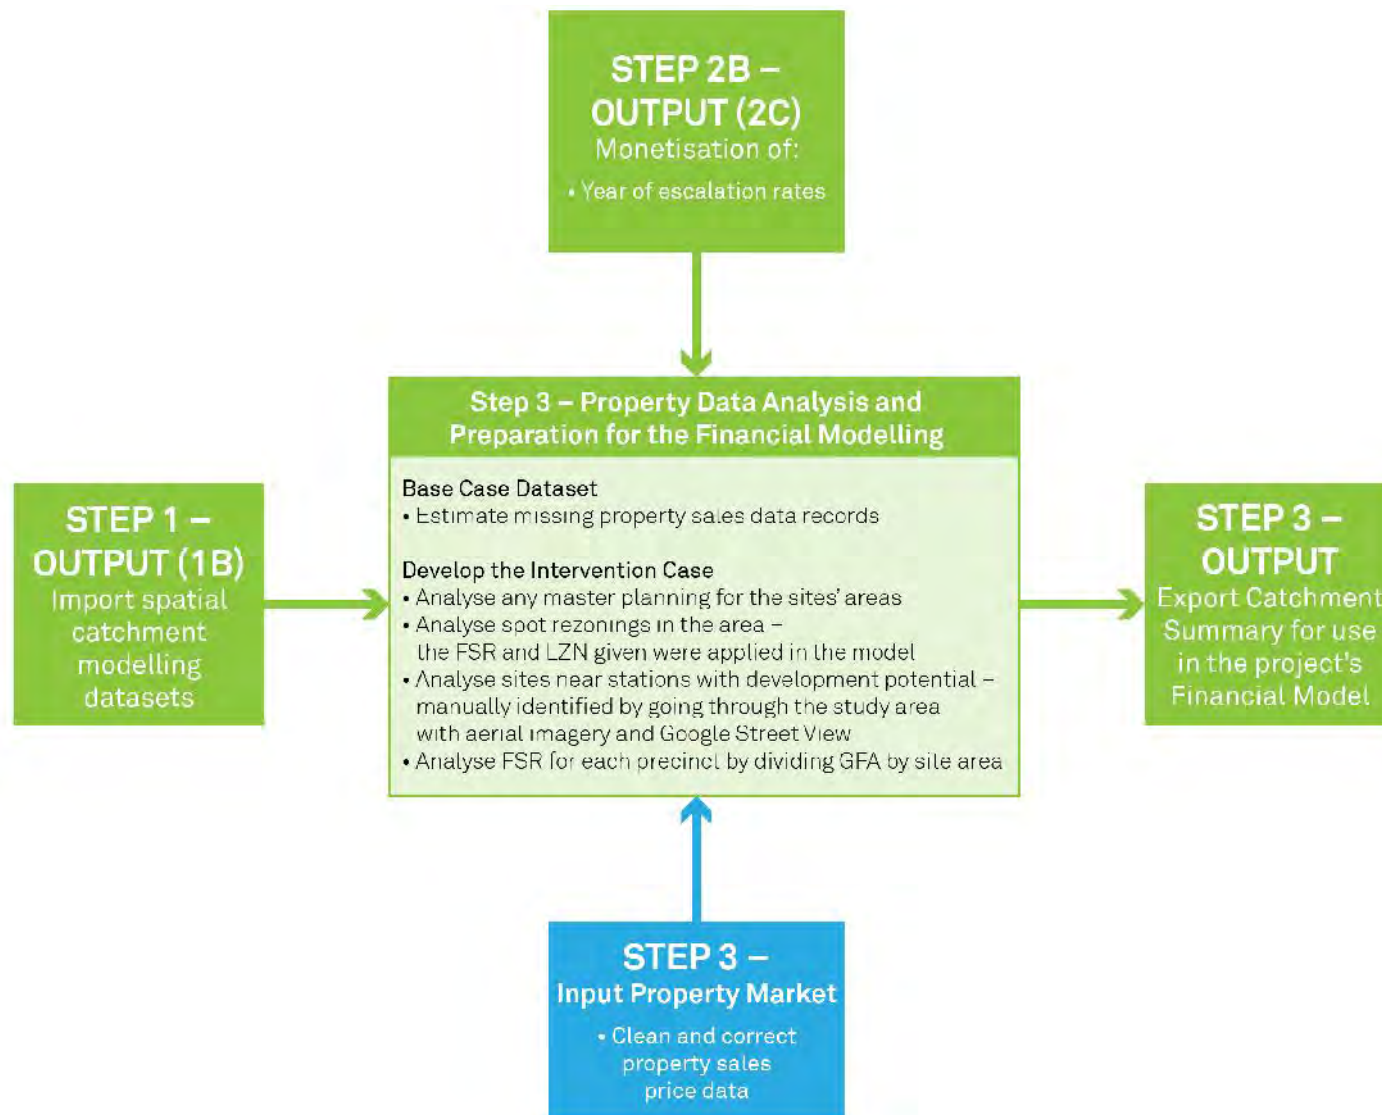 STEP 2B –
OUTPUT (2C)
Monetisation of:
• Year of escalation rates
Step 3 – Property Data Analysis and
Preparation for the Financial Modelling
Base Case Dataset
• Estimate missing property sales data records
Develop the Intervention Case
• Analyse any master planning for the sites' areas
• Analyse spot rezonings in the area –
the FSR and LZN given were applied in the model
• Analyse sites near stations with development potential –
manually identified by going through the study area
with aerial imagery and Google Street View
• Analyse FSR for each precinct by dividing GFA by site area
STEP 1 –
OUTPUT (1B)
Import spatial
catchment
modelling
datasets
STEP 3 –
OUTPUT
Export Catchment
Summary for use
in the project's
Financial Model
STEP 3 –
Input Property Market
• Clean and correct
property sales
price data